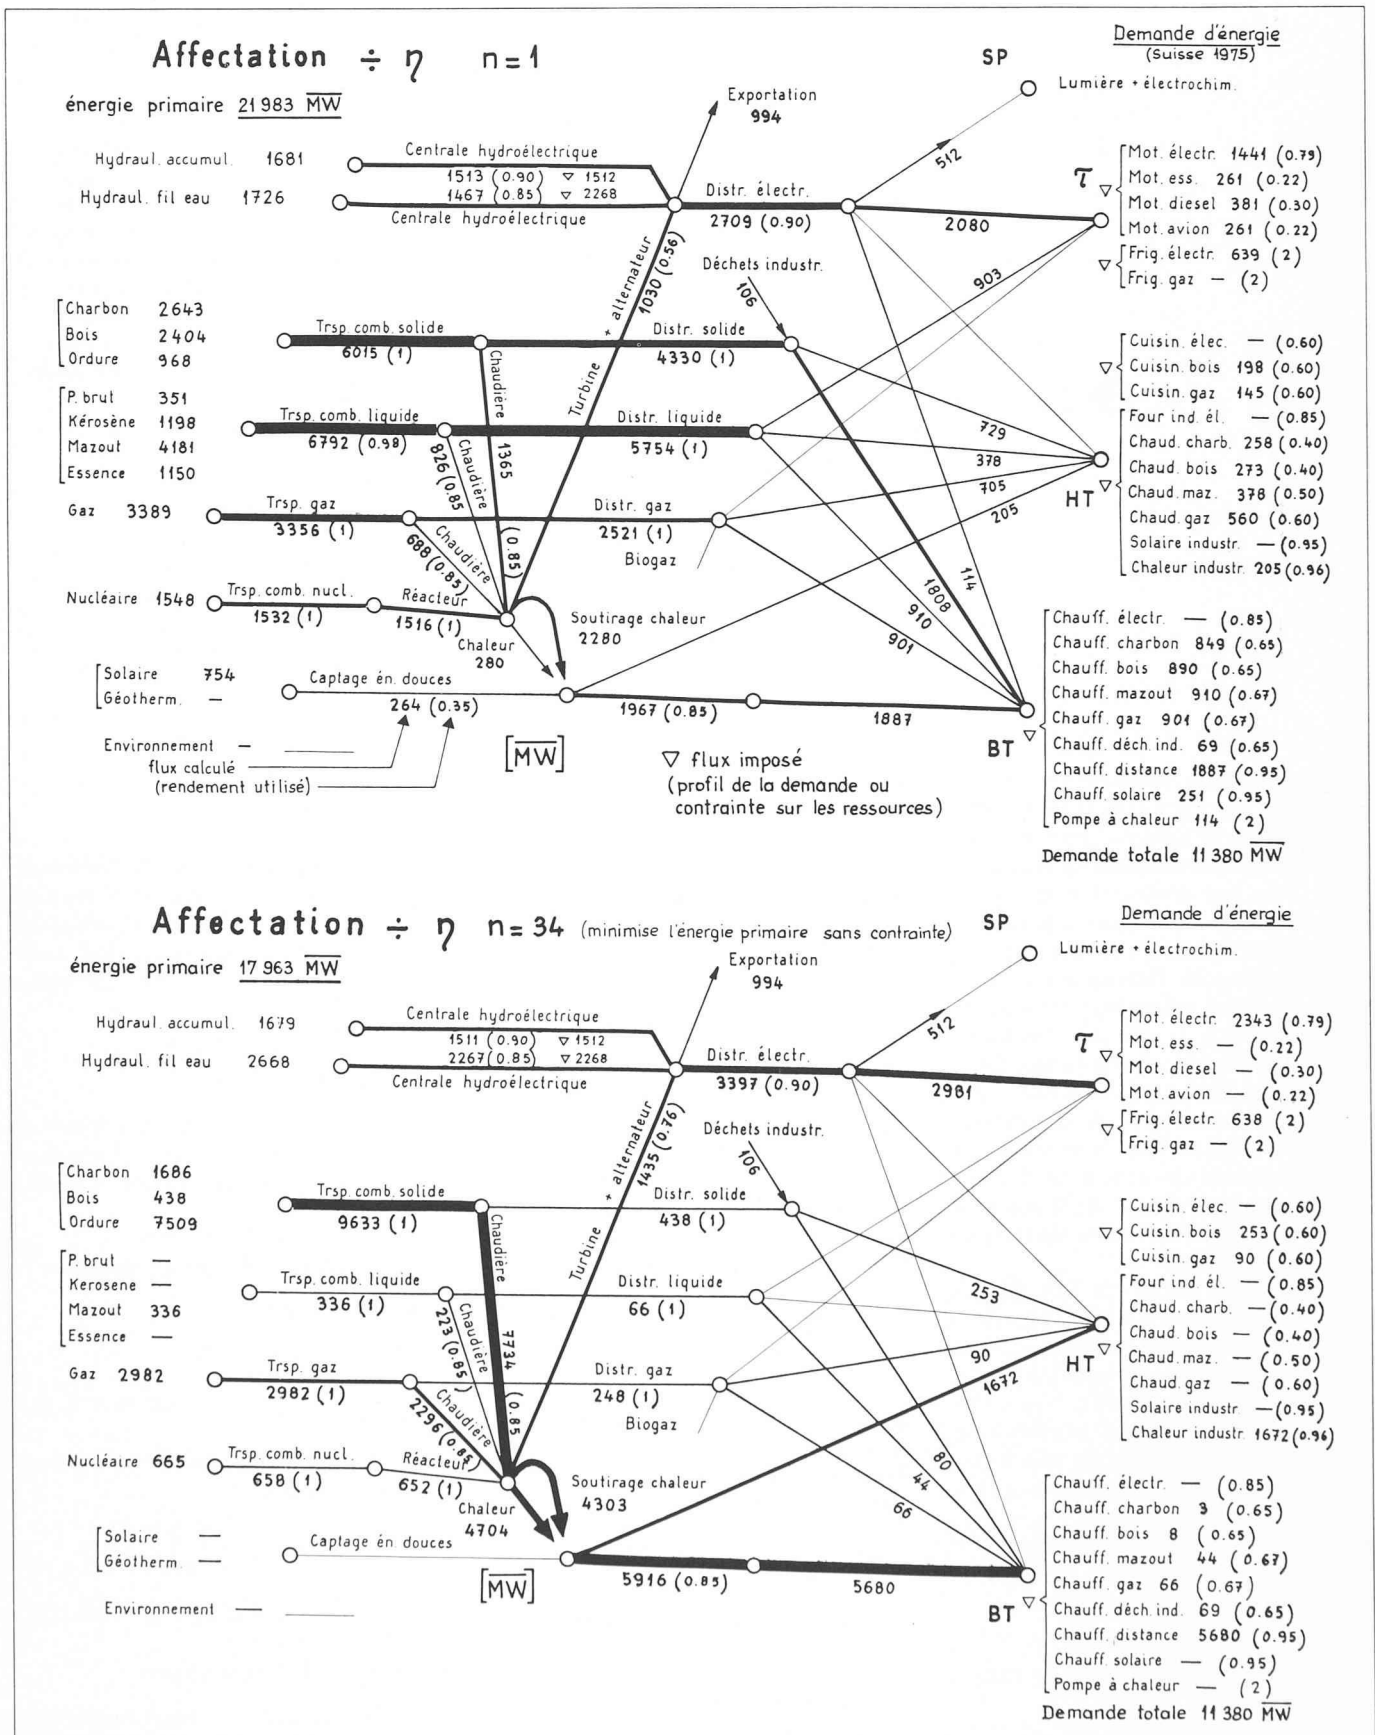 Affectation ÷ η n=1
énergie primaire 21 983 MW
Hydraul. accumul. 1681
Hydraul. fil eau 1726
Charbon 2643
Bois 2404
Ordure 968
P. brut 351
Kérosène 1198
Mazout 4181
Essence 1150
Gaz 3389
Nucléaire 1548
Solaire 754
Géotherm. —
Environnement —
flux calculé
(rendement utilisé)
Centrale hydroélectrique
1513 (0.90) ▽ 1512
1467 (0.85) ▽ 2268
Centrale hydroélectrique
Exportation
994
Distr. électr.
2709 (0.90)
512
2080
Turbine + alternateur
1030 (0.56)
Déchets industr.
106
903
Trsp. comb. solide
6015 (1)
Distr. solide
4330 (1)
Chaudière
1365 (0.85)
Trsp. comb. liquide
6792 (0.98)
Distr. liquide
5754 (1)
Chaudière
826 (0.85
729
378
705
205
Trsp. gaz
3356 (1)
Distr. gaz
2521 (1)
Biogaz
Chaudière
688 (0.85)
Trsp. comb. nucl.
1532 (1)
Réacteur
1516 (1)
Chaleur
280
Soutirage chaleur
2280
114
1808
910
901
Captage én. douces
264 (0.35)
1967 (0.85)
1887
[MW]
▽ flux imposé
(profil de la demande ou
contrainte sur les ressources)
Demande d'énergie
(Suisse 1975)
SP
Lumière + électrochim.
τ ▽
Mot. électr. 1441 (0.79)
Mot. ess. 261 (0.22)
Mot. diesel 381 (0.30)
Mot. avion 261 (0.22)
▽
Frig. électr. 639 (2)
Frig. gaz — (2)
▽
Cuisin. élec. — (0.60)
Cuisin. bois 198 (0.60)
Cuisin. gaz 145 (0.60)
HT ▽
Four ind. él. — (0.85)
Chaud. charb. 258 (0.40)
Chaud. bois 273 (0.40)
Chaud. maz. 378 (0.50)
Chaud. gaz 560 (0.60)
Solaire industr. — (0.95)
Chaleur industr. 205 (0.96)
BT ▽
Chauff. électr. — (0.85)
Chauff. charbon 849 (0.65)
Chauff. bois 890 (0.65)
Chauff. mazout 910 (0.67)
Chauff. gaz 901 (0.67)
Chauff. déch. ind. 69 (0.65)
Chauff. distance 1887 (0.95)
Chauff. solaire 251 (0.95)
Pompe à chaleur 114 (2)
Demande totale 11 380 MW
Affectation ÷ η n=34 (minimise l'énergie primaire sans contrainte)
énergie primaire 17 963 MW
Hydraul. accumul. 1679
Hydraul. fil eau 2668
Charbon 1686
Bois 438
Ordure 7509
P. brut —
Kerosene —
Mazout 336
Essence —
Gaz 2982
Nucléaire 665
Solaire —
Géotherm. —
Environnement —
Centrale hydroélectrique
1511 (0.90) ▽ 1512
2267 (0.85) ▽ 2268
Centrale hydroélectrique
Exportation
994
Distr. électr.
3397 (0.90)
512
2981
Turbine + alternateur
1435 (0.76)
Déchets industr.
106
Trsp. comb. solide
9633 (1)
Distr. solide
438 (1)
Chaudière
7734 (0.85
Trsp. comb. liquide
336 (1)
Distr. liquide
66 (1)
Chaudière
223 (0.85)
253
90
1672
Trsp. gaz
2982 (1)
Distr. gaz
248 (1)
Biogaz
Chaudière
2296 (0.85)
Trsp. comb. nucl.
658 (1)
Réacteur
652 (1)
Chaleur
4704
Soutirage chaleur
4303
80
44
66
Captage én. douces
5916 (0.85)
5680
[MW]
Demande d'énergie
SP
Lumière + électrochim.
τ ▽
Mot. électr. 2343 (0.79)
Mot. ess. — (0.22)
Mot. diesel — (0.30)
Mot. avion — (0.22)
▽
Frig. électr. 638 (2)
Frig. gaz — (2)
▽
Cuisin. élec. — (0.60)
Cuisin. bois 253 (0.60)
Cuisin. gaz 90 (0.60)
HT ▽
Four ind. él. — (0.85)
Chaud. charb. — (0.40)
Chaud. bois — (0.40)
Chaud. maz. — (0.50)
Chaud. gaz — (0.60)
Solaire industr. — (0.95)
Chaleur industr. 1672 (0.96)
BT ▽
Chauff. électr. — (0.85)
Chauff. charbon 3 (0.65)
Chauff. bois 8 (0.65)
Chauff. mazout 44 (0.67)
Chauff. gaz 66 (0.67)
Chauff. déch. ind. 69 (0.65)
Chauff. distance 5680 (0.95)
Chauff. solaire — (0.95)
Pompe à chaleur — (2)
Demande totale 11 380 MW